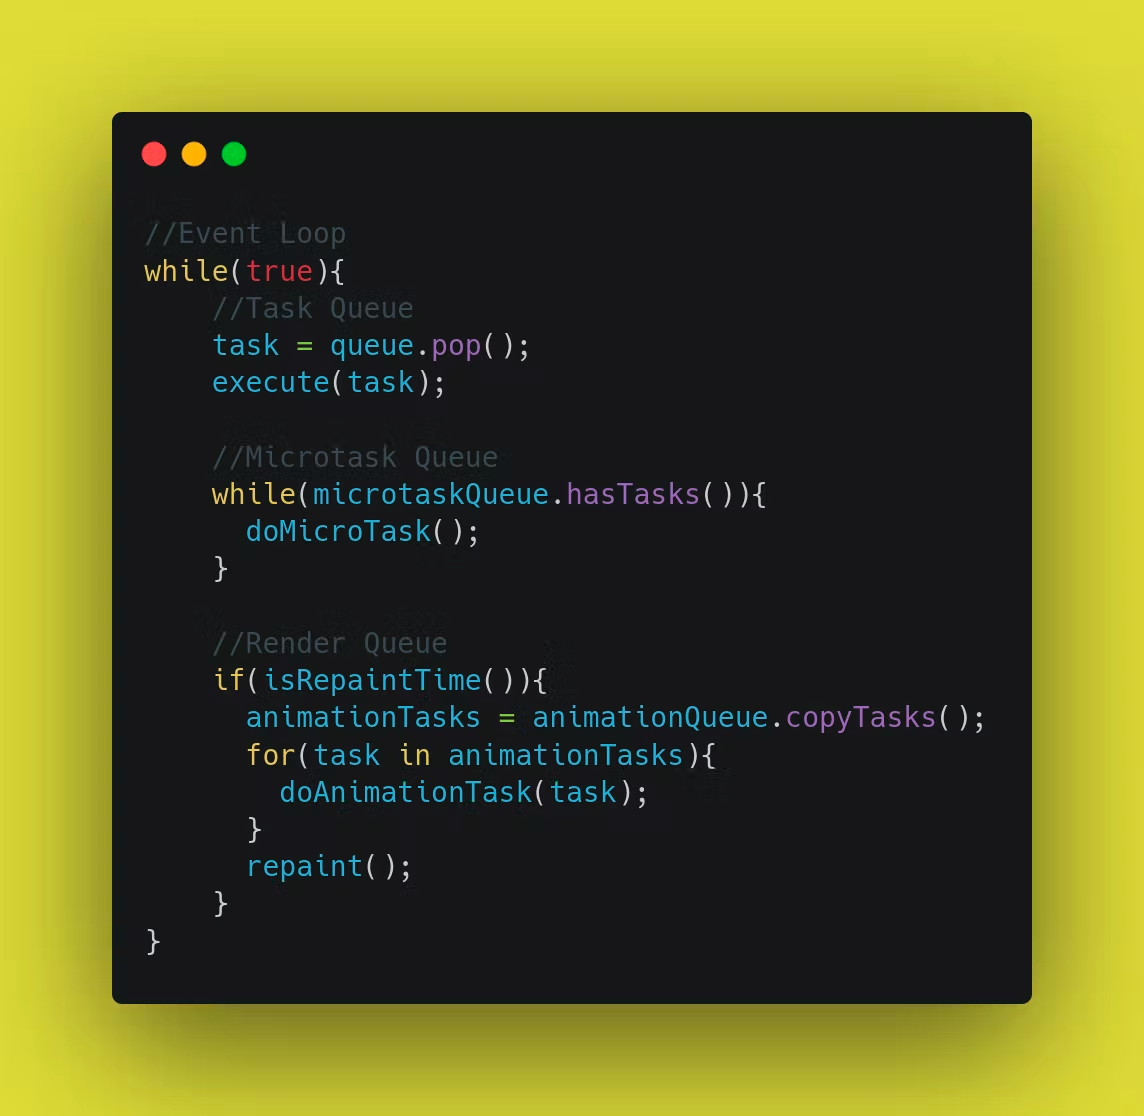 //Event Loop
while(true){
    //Task Queue
    task = queue.pop();
    execute(task);

    //Microtask Queue
    while(microtaskQueue.hasTasks()){
      doMicroTask();
    }

    //Render Queue
    if(isRepaintTime()){
      animationTasks = animationQueue.copyTasks();
      for(task in animationTasks){
        doAnimationTask(task);
      }
      repaint();
    }
}